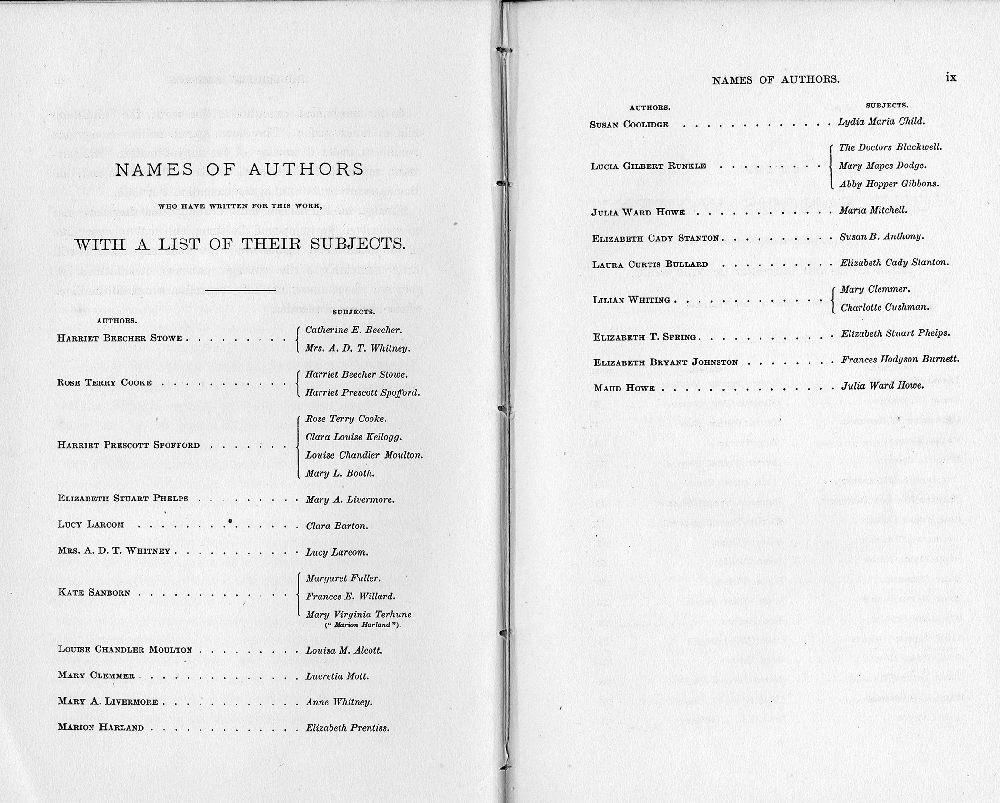 NAMES OF AUTHORS
WHO HAVE WRITTEN FOR THIS WORK,
WITH A LIST OF THEIR SUBJECTS.
AUTHORS. SUBJECTS.
HARRIET BEECHER STOWE . . . . . . . . . Catherine E. Beecher.
Mrs. A. D. T. Whitney.
ROSE TERRY COOKE . . . . . . . . . . . Harriet Beecher Stowe.
Harriet Prescott Spofford.
HARRIET PRESCOTT SPOFFORD . . . . . . . Rose Terry Cooke.
Clara Louise Kellogg.
Louise Chandler Moulton.
Mary L. Booth.
ELIZABETH STUART PHELPS . . . . . . . . . Mary A. Livermore.
LUCY LARCOM . . . . . . . . . . . . . Clara Barton.
MRS. A. D. T. WHITNEY . . . . . . . . . . . Lucy Larcom.
KATE SANBORN . . . . . . . . . . . . . Margaret Fuller.
Frances E. Willard.
Mary Virginia Terhune
(" Marion Harland ").
LOUISE CHANDLER MOULTON . . . . . . . . . Louisa M. Alcott.
MARY CLEMMER . . . . . . . . . . . . . . Lucretia Mott.
MARY A. LIVERMORE . . . . . . . . . . . . Anne Whitney.
MARION HARLAND . . . . . . . . . . . . . Elizabeth Prentiss.
NAMES OF AUTHORS. ix
AUTHORS. SUBJECTS.
SUSAN COOLIDGE . . . . . . . . . . . . . Lydia Maria Child.
LUCIA GILBERT RUNKLE . . . . . . . . . The Doctors Blackwell.
Mary Mapes Dodge.
Abby Hopper Gibbons.
JULIA WARD HOWE . . . . . . . . . . . . Maria Mitchell.
ELIZABETH CADY STANTON . . . . . . . . . . Susan B. Anthony.
LAURA CURTIS BULLARD . . . . . . . . . . Elizabeth Cady Stanton.
LILIAN WHITING . . . . . . . . . . . . . Mary Clemmer.
Charlotte Cushman.
ELIZABETH T. SPRING . . . . . . . . . . . . Elizabeth Stuart Phelps.
ELIZABETH BRYANT JOHNSTON . . . . . . . . Frances Hodgson Burnett.
MAUD HOWE . . . . . . . . . . . . . . . Julia Ward Howe.